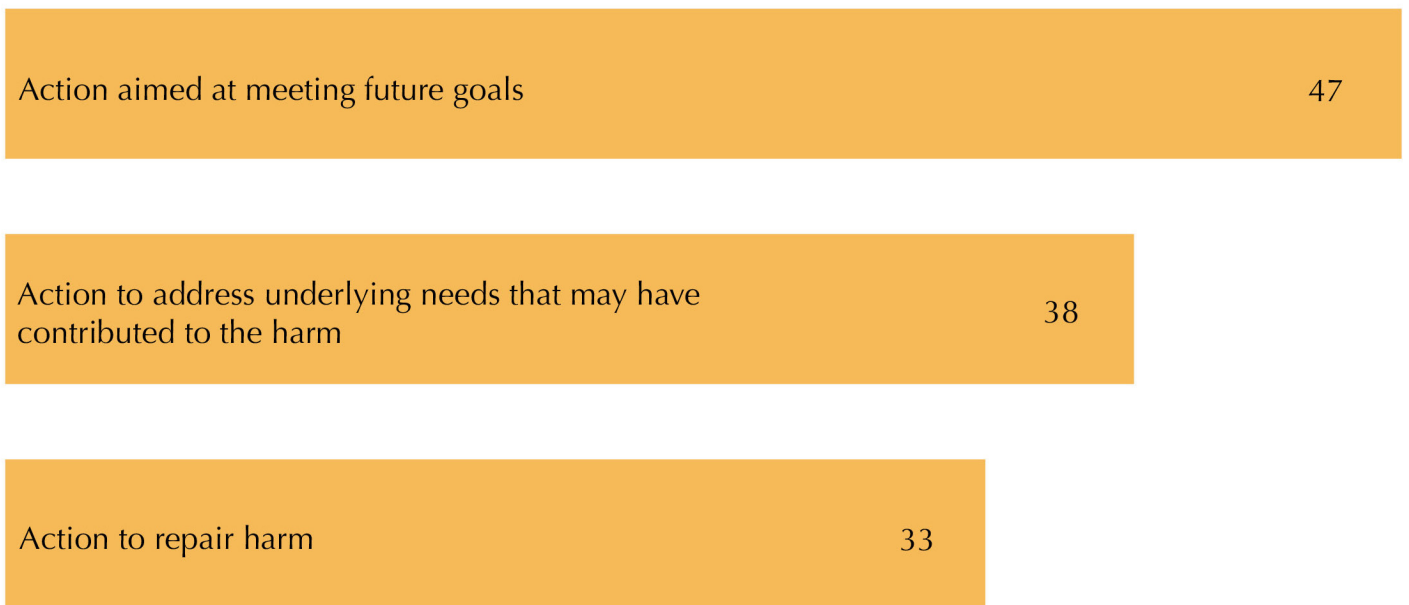 Action aimed at meeting future goals 47
Action to address underlying needs that may have
contributed to the harm
38
Action to repair harm 33